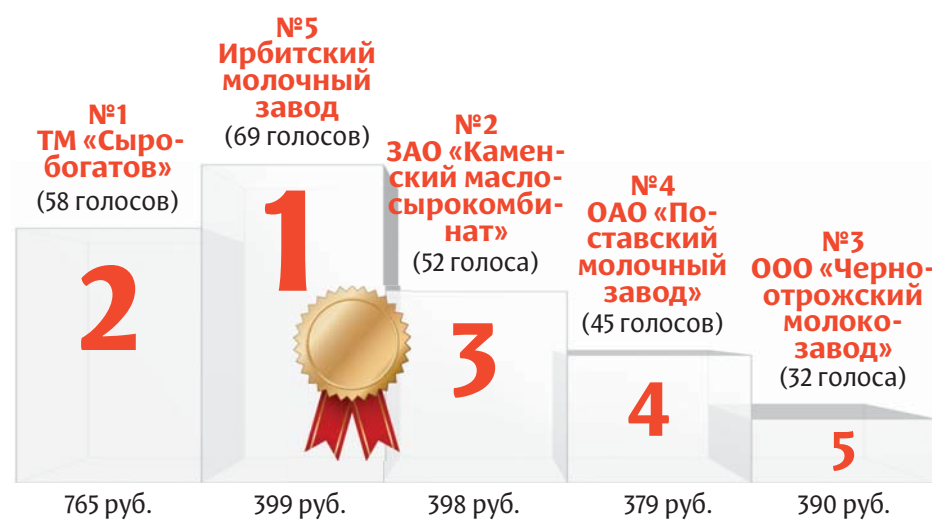 №1
ТМ «Сыро-
богатов»
(58 голосов)
2
765 руб.
№5
Ирбитский
молочный
завод
(69 голосов)
1
399 руб.
№2
ЗАО «Камен-
ский масло-
сырокомби-
нат»
(52 голоса)
3
398 руб.
№4
ОАО «По-
ставский
молочный
завод»
(45 голосов)
4
379 руб.
№3
ООО «Черно-
отрожский
молоко-
завод»
(32 голоса)
5
390 руб.